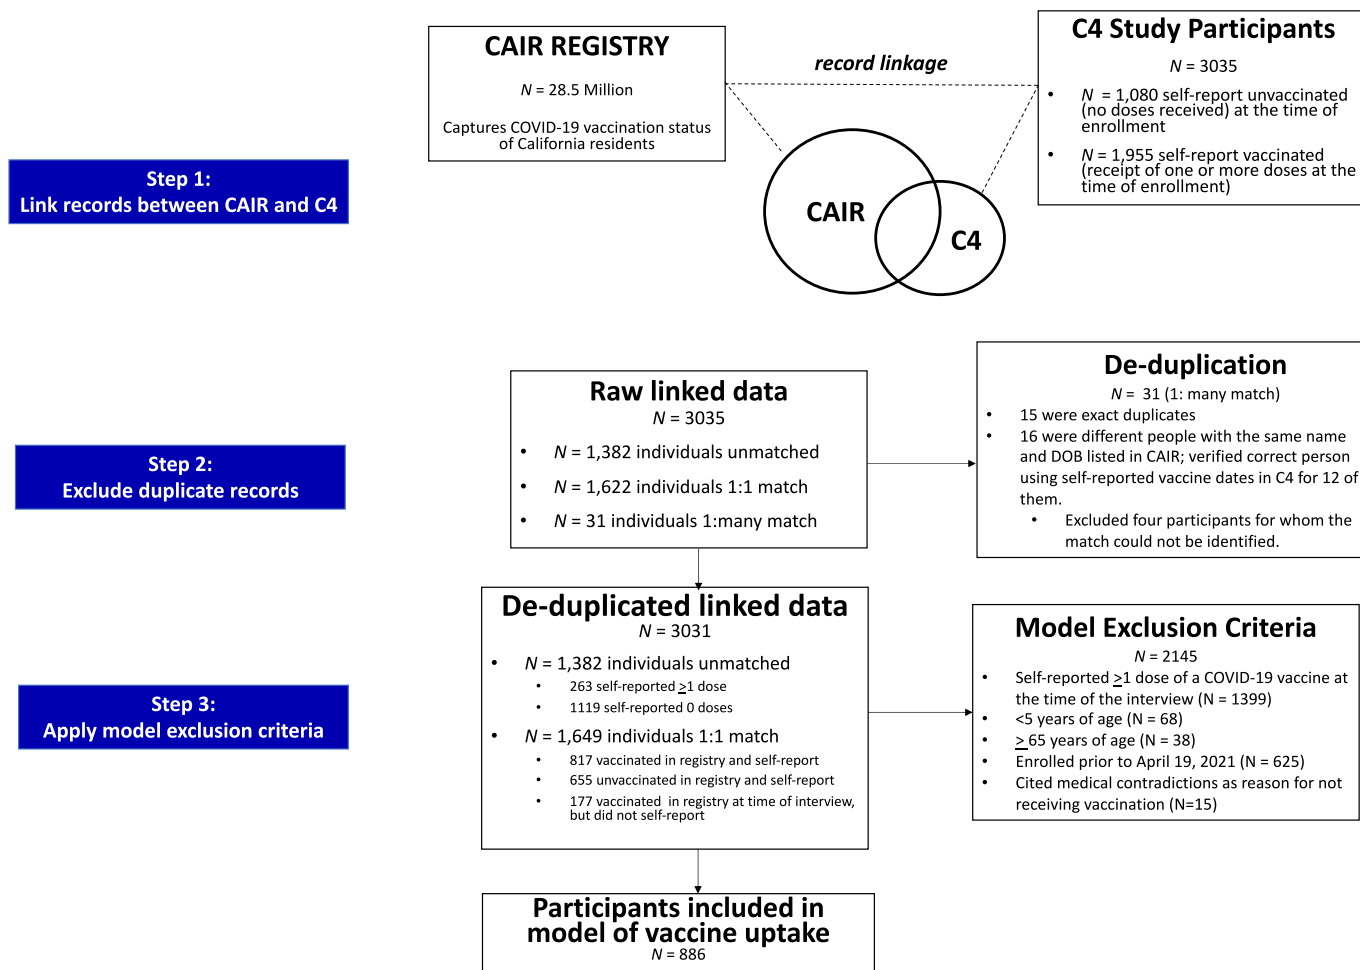 CAIR REGISTRY
N = 28.5 Million
Captures COVID-19 vaccination status
of California residents
record linkage
C4 Study Participants
N = 3035
• N = 1,080 self-report unvaccinated
(no doses received) at the time of
enrollment
• N = 1,955 self-report vaccinated
(receipt of one or more doses at the
time of enrollment)
Step 1:
Link records between CAIR and C4
CAIR
C4
Raw linked data
N = 3035
• N = 1,382 individuals unmatched
• N = 1,622 individuals 1:1 match
• N = 31 individuals 1:many match
De-duplication
N = 31 (1: many match)
• 15 were exact duplicates
• 16 were different people with the same name
and DOB listed in CAIR; verified correct person
using self-reported vaccine dates in C4 for 12 of
them.
• Excluded four participants for whom the
match could not be identified.
Step 2:
Exclude duplicate records
De-duplicated linked data
N = 3031
• N = 1,382 individuals unmatched
• 263 self-reported >1 dose
• 1119 self-reported 0 doses
• N = 1,649 individuals 1:1 match
• 817 vaccinated in registry and self-report
• 655 unvaccinated in registry and self-report
• 177 vaccinated in registry at time of interview,
but did not self-report
Model Exclusion Criteria
N = 2145
• Self-reported >1 dose of a COVID-19 vaccine at
the time of the interview (N = 1399)
• <5 years of age (N = 68)
• > 65 years of age (N = 38)
• Enrolled prior to April 19, 2021 (N = 625)
• Cited medical contradictions as reason for not
receiving vaccination (N=15)
Step 3:
Apply model exclusion criteria
Participants included in
model of vaccine uptake
N = 886